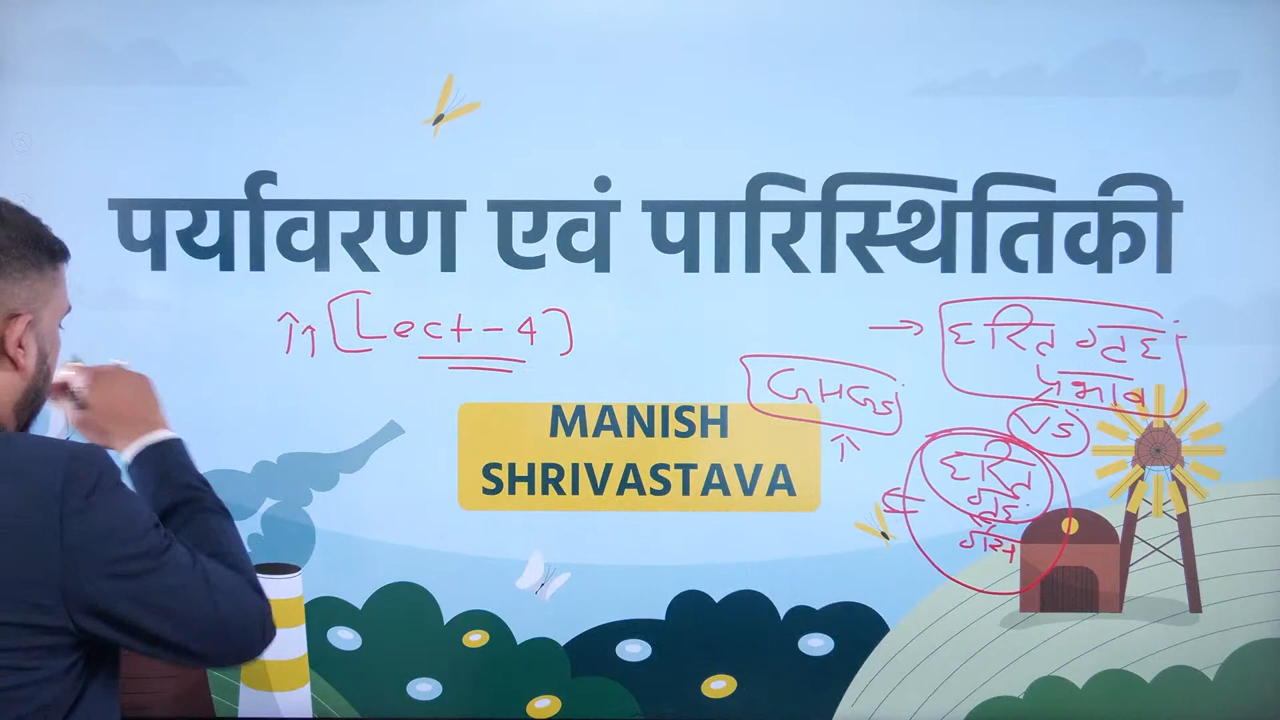 पर्यावरण एवं पारिस्थितिकी
[Lect-4]
MANISH
SHRIVASTAVA
GHGs
हरित गृह
प्रभाव
vs
हरित
गृह
गैस